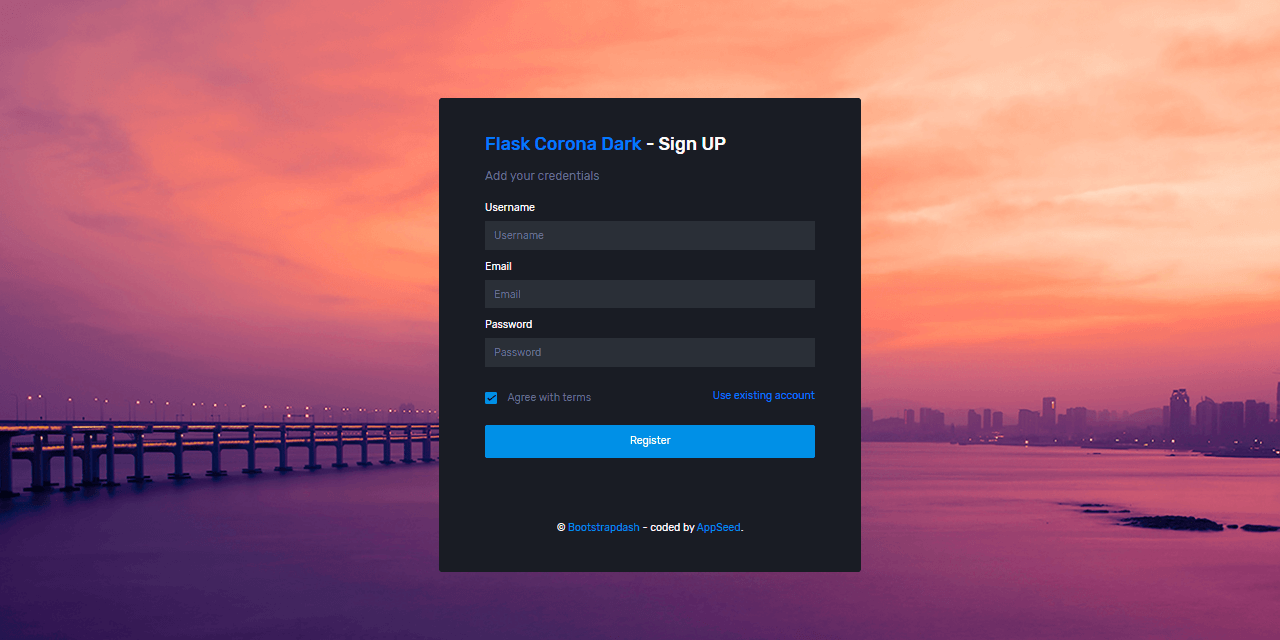 Flask Corona Dark - Sign UP
Add your credentials
Username
Username
Email
Email
Password
Password
Agree with terms
Use existing account
Register
© Bootstrapdash - coded by AppSeed.